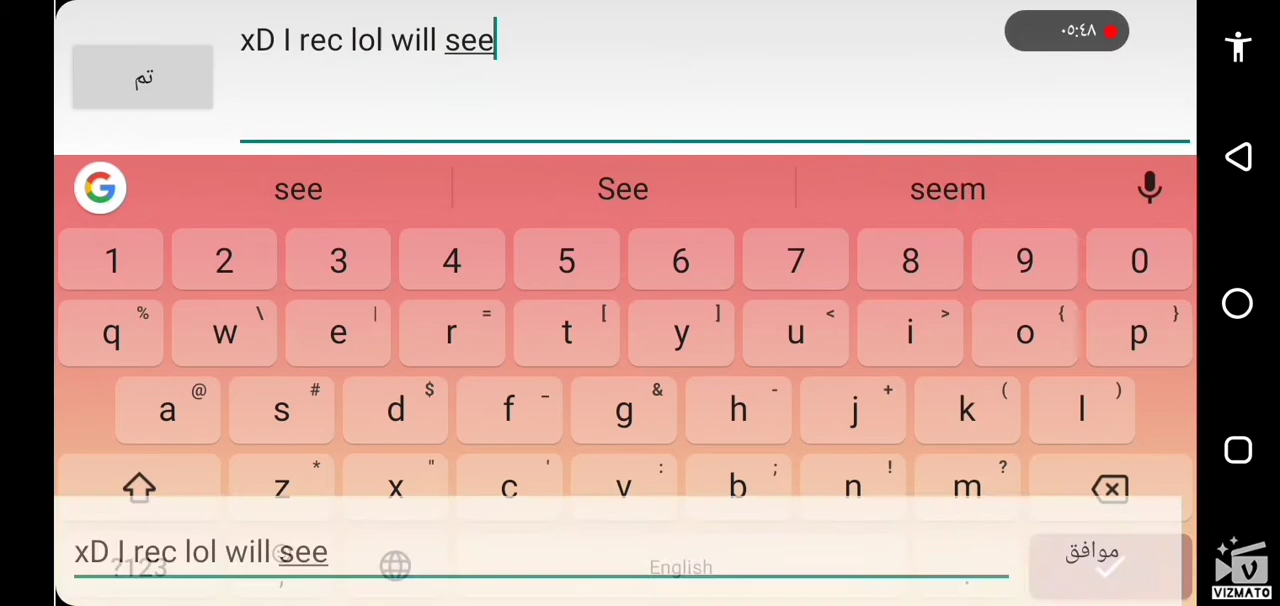 xD I rec lol will see
٠٥:٤٨
تم
see See seem
1 2 3 4 5 6 7 8 9 0
% \ | = [ ] < > { }
q w e r t y u i o p
@ # $ _ & - + ( )
a s d f g h j k l
* " ' : ; ! ?
z x c v b n m
xD I rec lol will see
موافق
?123 , English .
VIZMATO